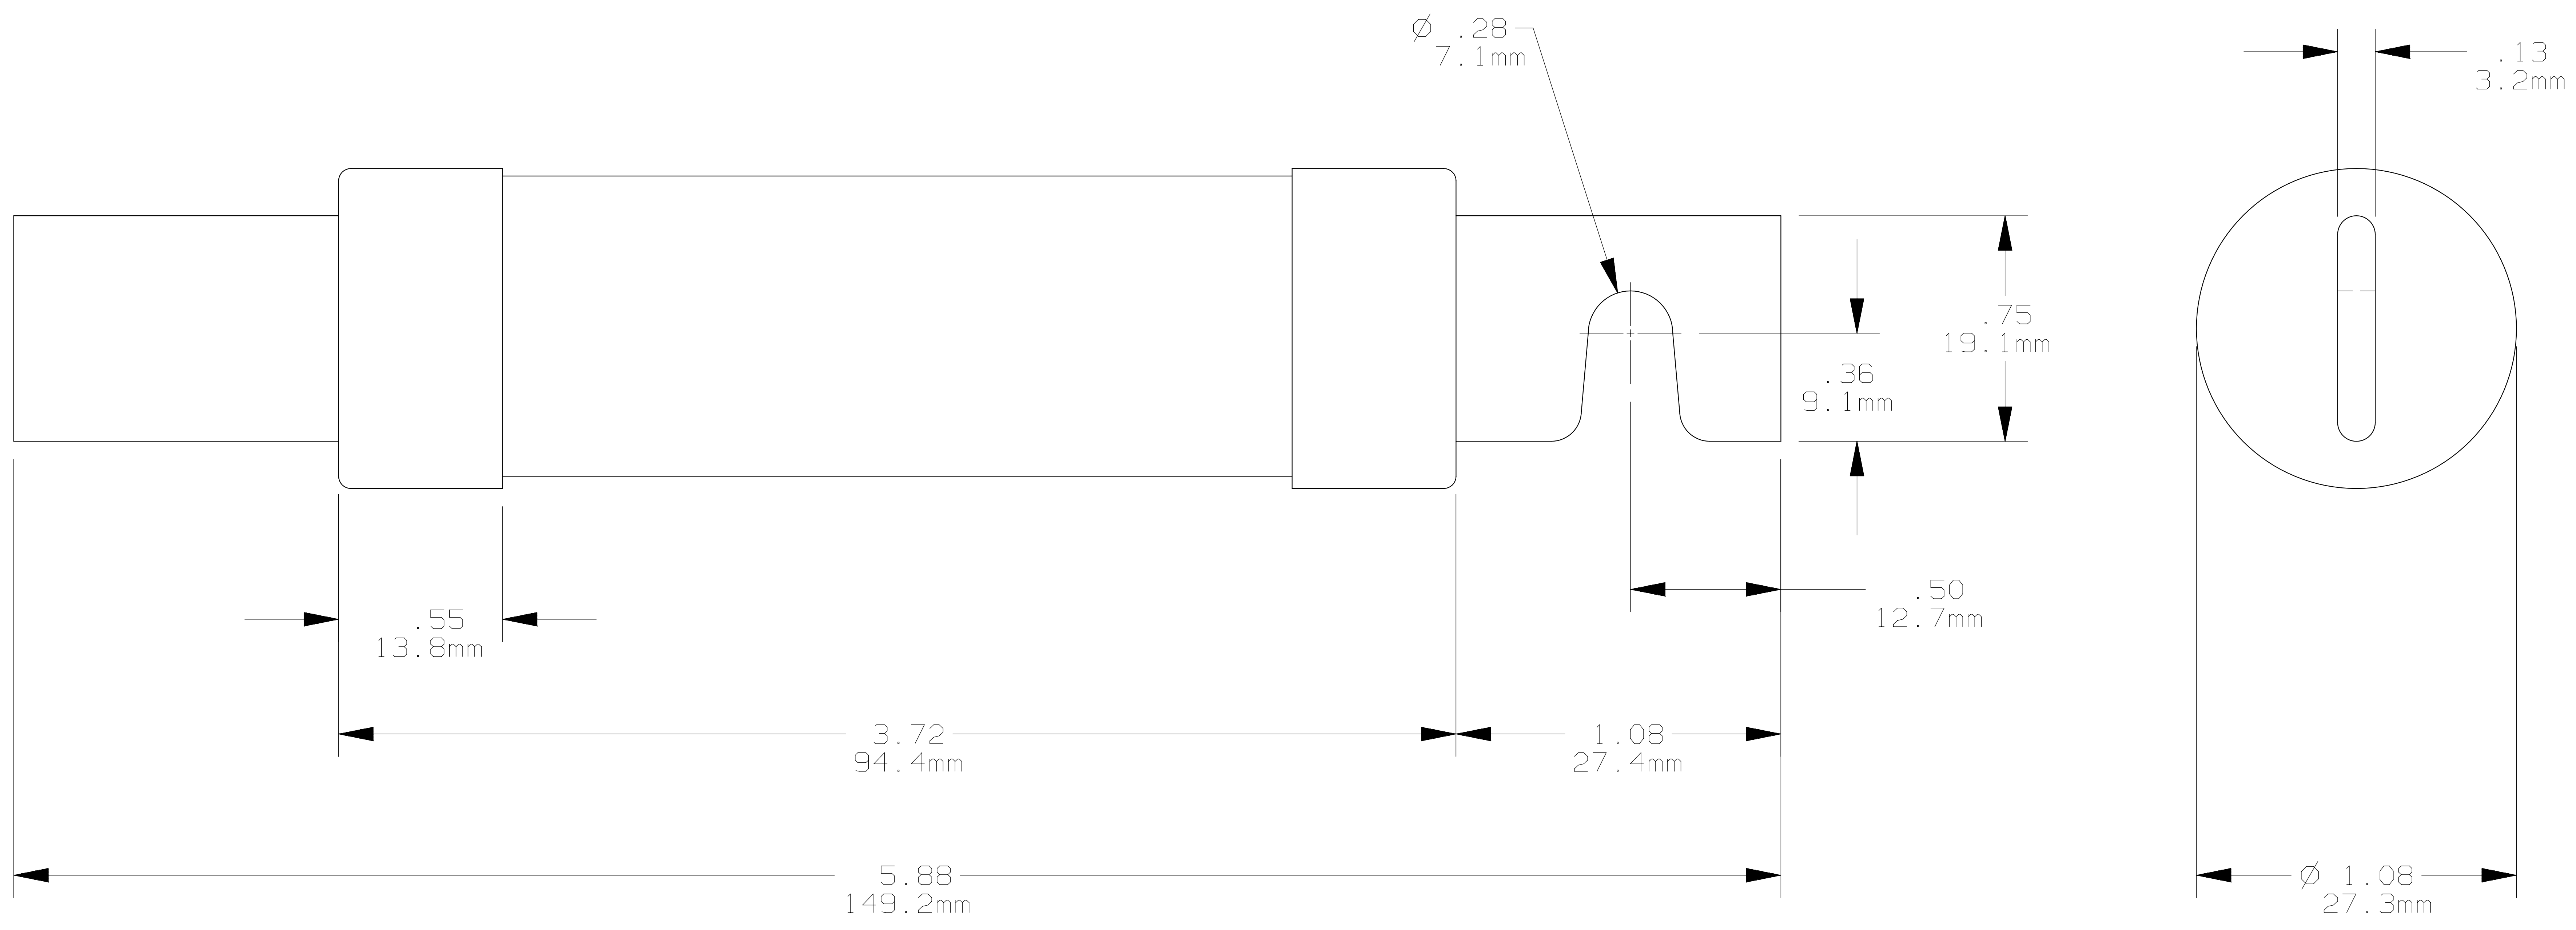 Ø .28
7.1mm
.13
3.2mm
.75
19.1mm
.36
9.1mm
.50
12.7mm
.55
13.8mm
3.72
94.4mm
1.08
27.4mm
5.88
149.2mm
Ø 1.08
27.3mm